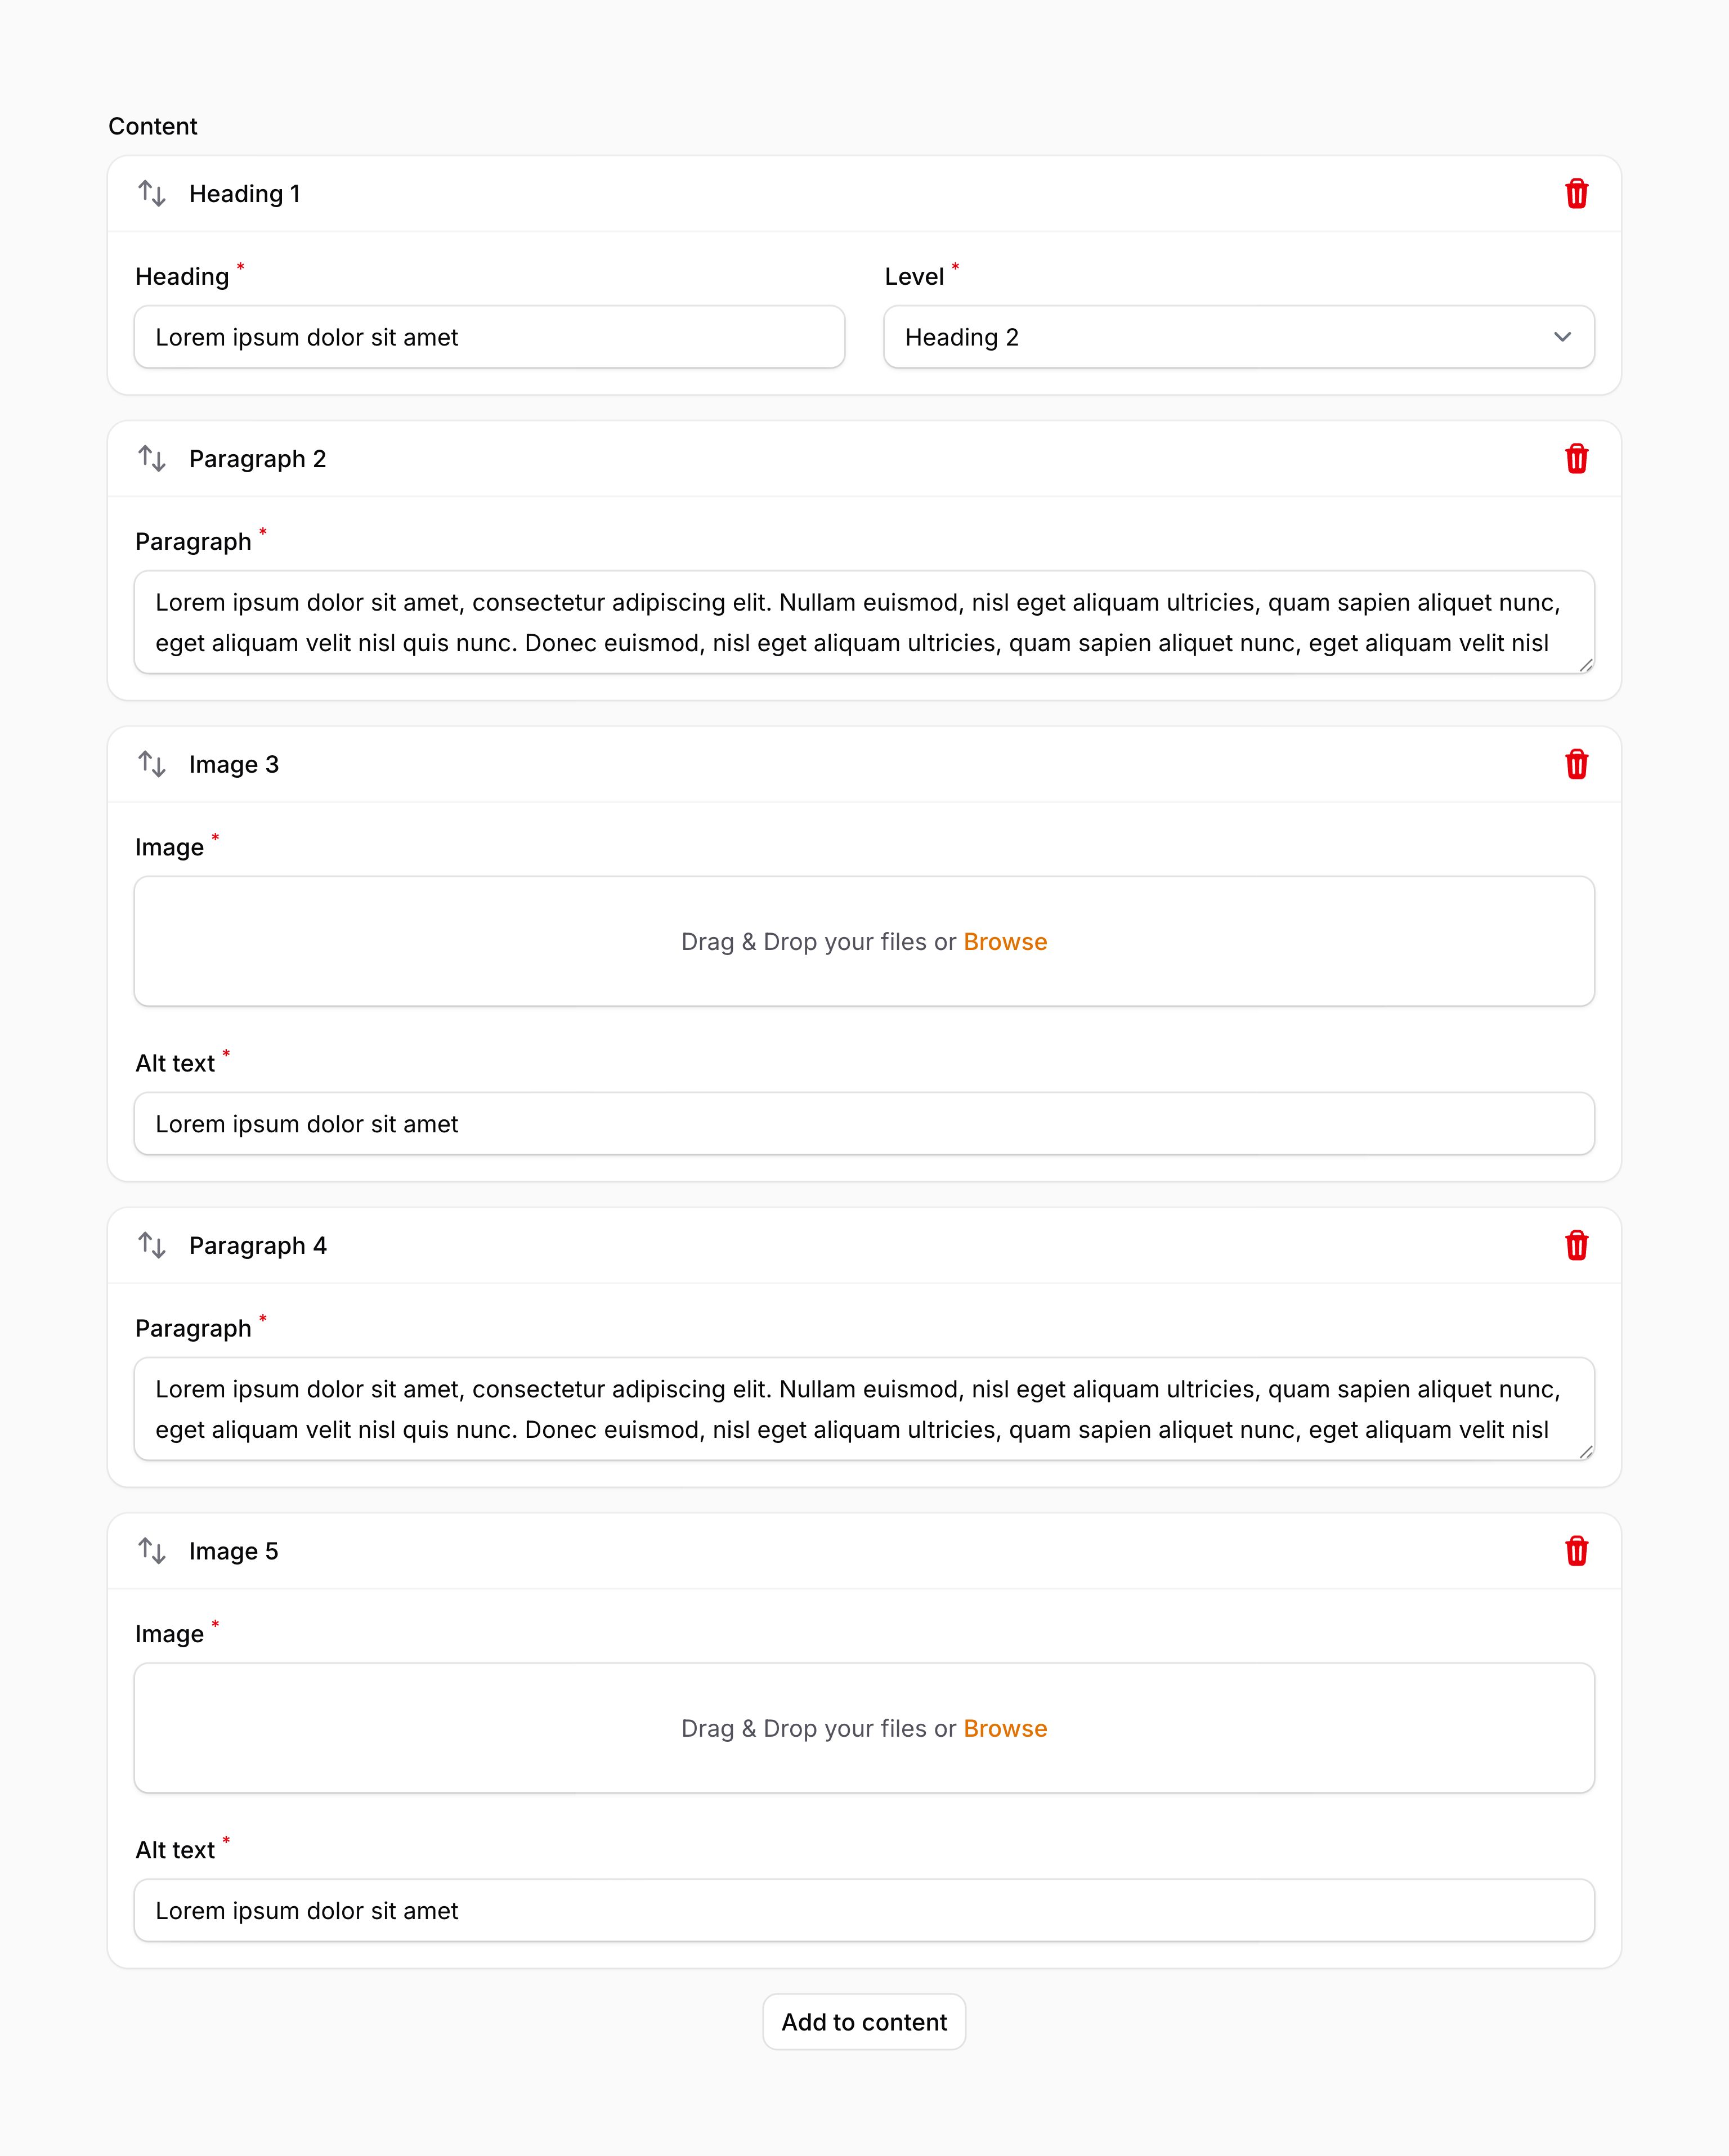 Content
Heading 1
Heading *
Level *
Lorem ipsum dolor sit amet
Heading 2
Paragraph 2
Paragraph *
Lorem ipsum dolor sit amet, consectetur adipiscing elit. Nullam euismod, nisl eget aliquam ultricies, quam sapien aliquet nunc,
eget aliquam velit nisl quis nunc. Donec euismod, nisl eget aliquam ultricies, quam sapien aliquet nunc, eget aliquam velit nisl
Image 3
Image *
Drag & Drop your files or Browse
Alt text *
Lorem ipsum dolor sit amet
Paragraph 4
Paragraph *
Lorem ipsum dolor sit amet, consectetur adipiscing elit. Nullam euismod, nisl eget aliquam ultricies, quam sapien aliquet nunc,
eget aliquam velit nisl quis nunc. Donec euismod, nisl eget aliquam ultricies, quam sapien aliquet nunc, eget aliquam velit nisl
Image 5
Image *
Drag & Drop your files or Browse
Alt text *
Lorem ipsum dolor sit amet
Add to content